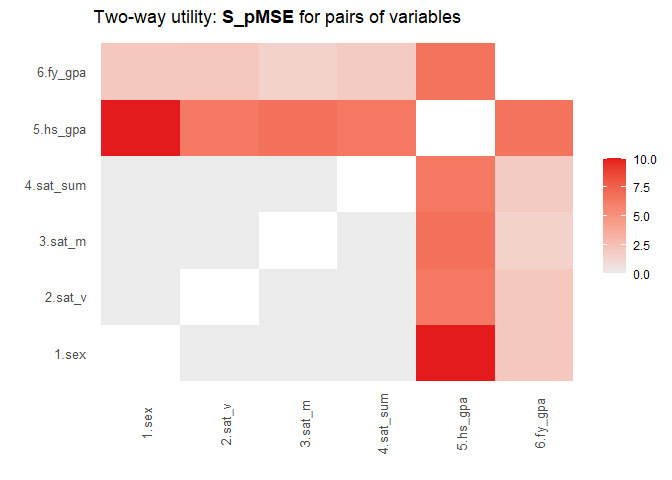 Two-way utility: S_pMSE for pairs of variables
6.fy_gpa
5.hs_gpa
4.sat_sum
3.sat_m
2.sat_v
1.sex
1.sex
2.sat_v
3.sat_m
4.sat_sum
5.hs_gpa
6.fy_gpa
10.0
7.5
5.0
2.5
0.0